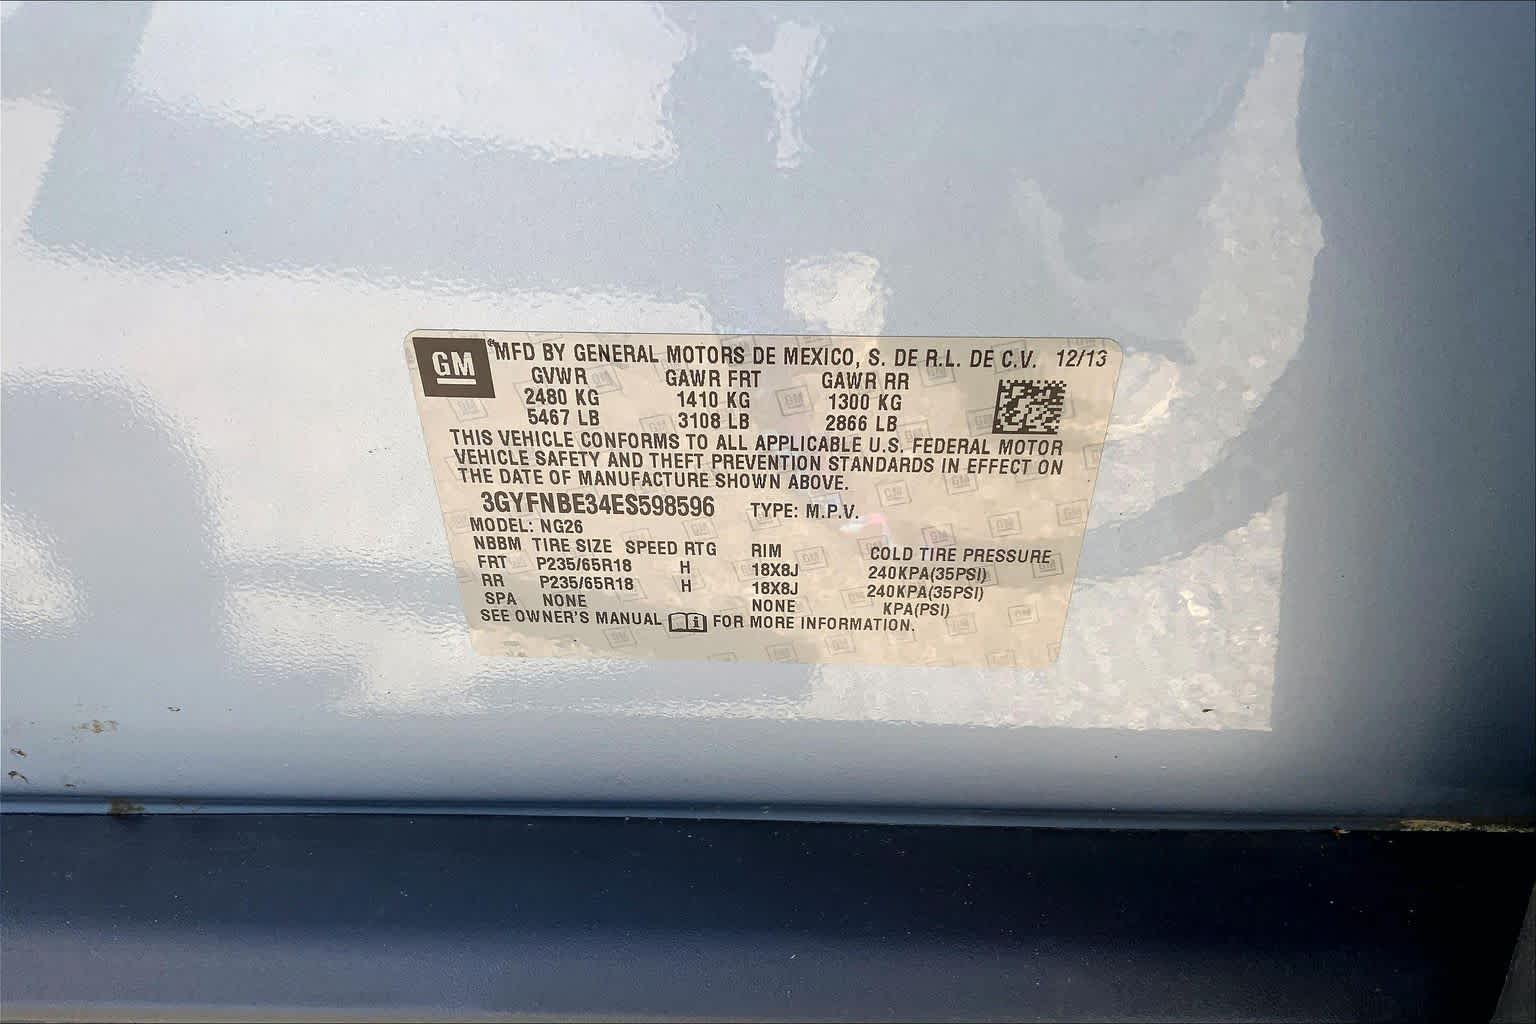 GM
MFD BY GENERAL MOTORS DE MEXICO, S. DE R.L. DE C.V. 12/13
GVWR GAWR FRT GAWR RR
2480 KG 1410 KG 1300 KG
5467 LB 3108 LB 2866 LB
THIS VEHICLE CONFORMS TO ALL APPLICABLE U.S. FEDERAL MOTOR
VEHICLE SAFETY AND THEFT PREVENTION STANDARDS IN EFFECT ON
THE DATE OF MANUFACTURE SHOWN ABOVE.
3GYFNBE34ES598596 TYPE: M.P.V.
MODEL: NG26
NBBM TIRE SIZE SPEED RTG RIM COLD TIRE PRESSURE
FRT P235/65R18 H 18X8J 240KPA(35PSI)
RR P235/65R18 H 18X8J 240KPA(35PSI)
SPA NONE NONE KPA(PSI)
SEE OWNER'S MANUAL i FOR MORE INFORMATION.